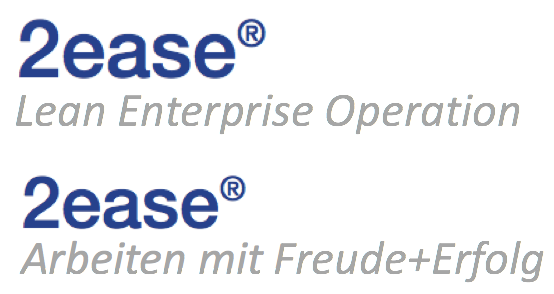 2ease®
Lean Enterprise Operation
2ease®
Arbeiten mit Freude+Erfolg